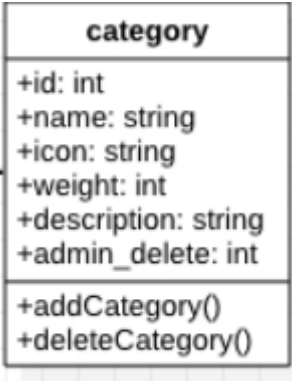 category
+id: int
+name: string
+icon: string
+weight: int
+description: string
+admin_delete: int
+addCategory()
+deleteCategory()